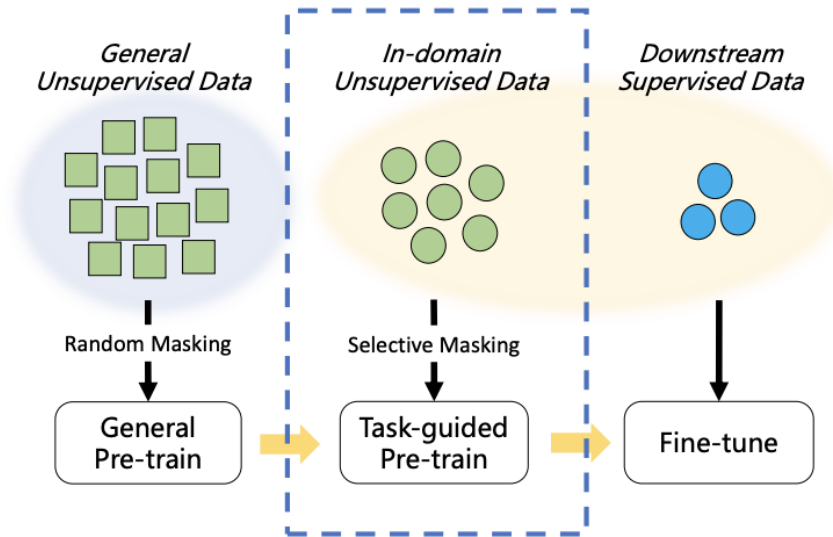 General
Unsupervised Data
In-domain
Unsupervised Data
Downstream
Supervised Data
Random Masking
Selective Masking
General
Pre-train
Task-guided
Pre-train
Fine-tune